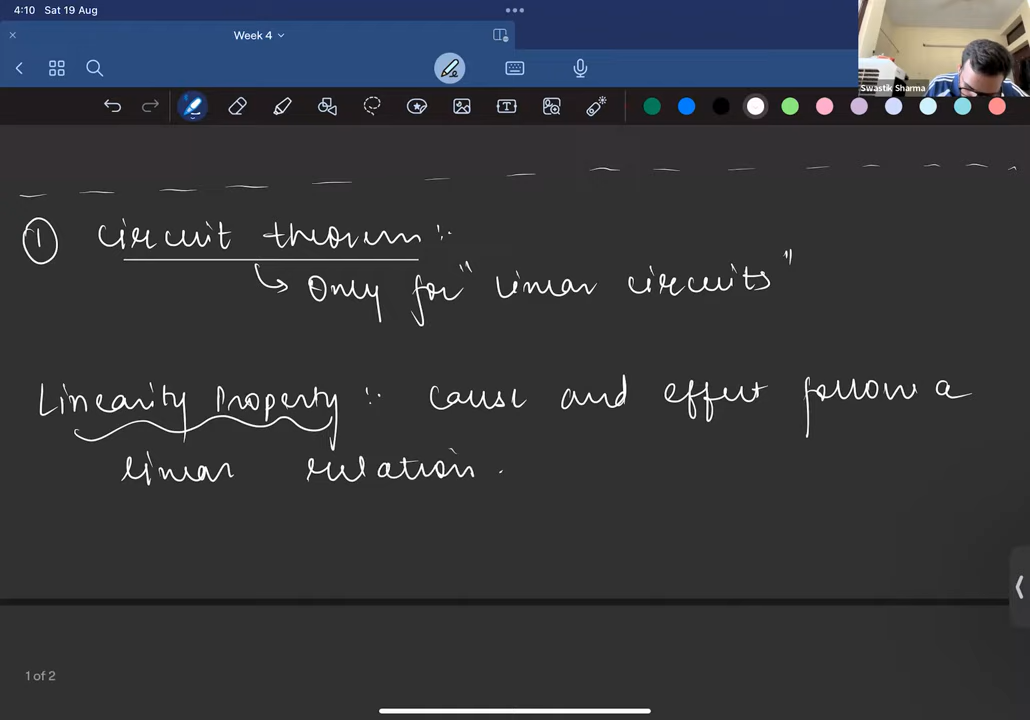 4:10 Sat 19 Aug
Week 4
Swastik Sharma
1 Circuit theorem :-
↳ Only for "linear circuits"
Linearity Property :- cause and effect follow a
linear relation.
1 of 2